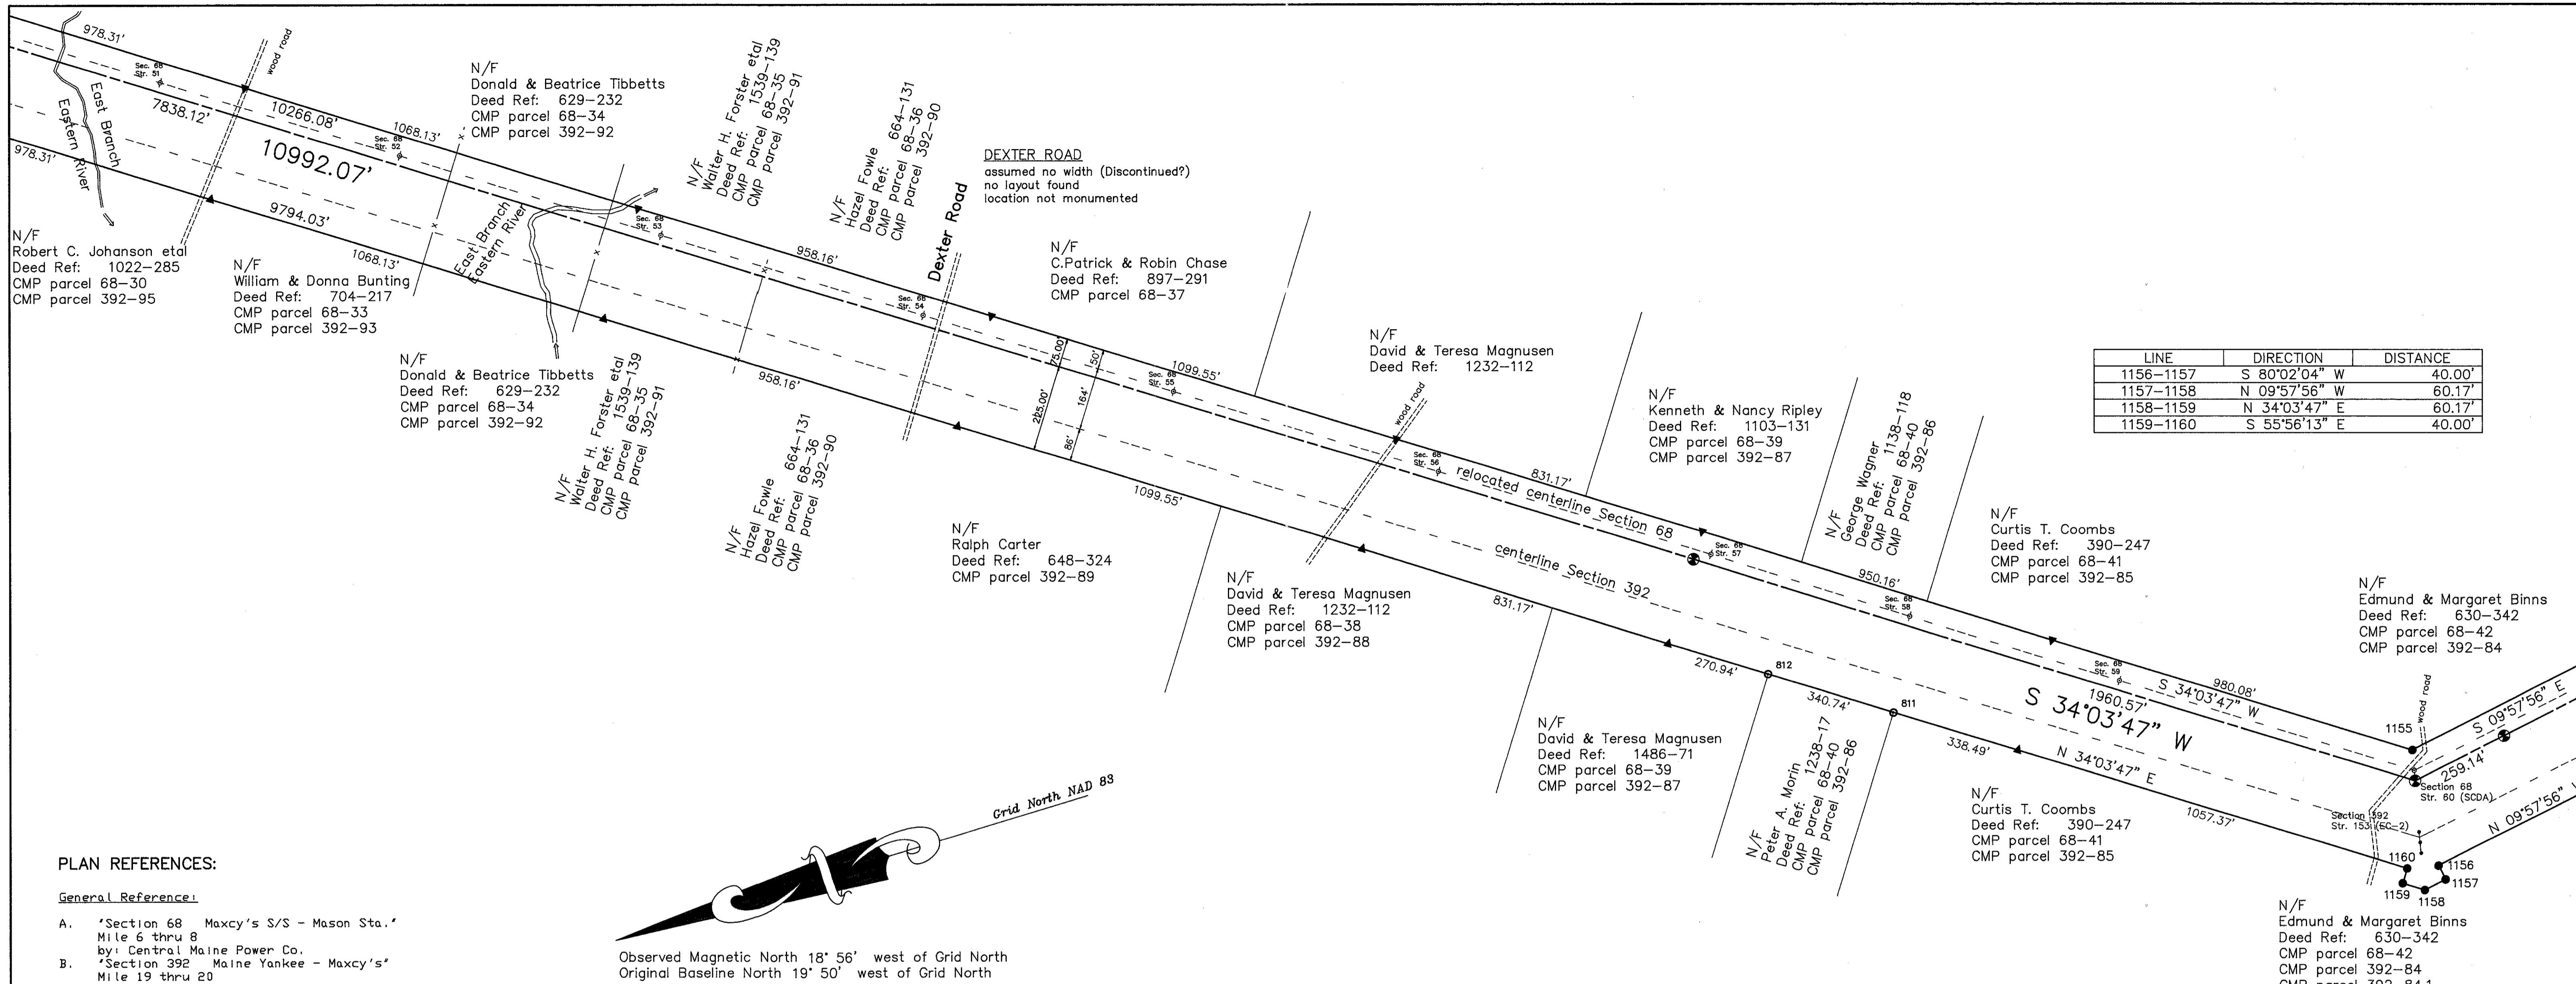 978.31'
wood road
Sec. 68
Str. 51
East Branch
Eastern River
7838.12'
10266.08'
1068.13'
10992.07'
Sec. 68
Str. 52
978.31'
9794.03'
1068.13'
N/F
Robert C. Johanson etal
Deed Ref: 1022-285
CMP parcel 68-30
CMP parcel 392-95
N/F
William & Donna Bunting
Deed Ref: 704-217
CMP parcel 68-33
CMP parcel 392-93
N/F
Donald & Beatrice Tibbetts
Deed Ref: 629-232
CMP parcel 68-34
CMP parcel 392-92
East Branch
Eastern River
N/F
Donald & Beatrice Tibbetts
Deed Ref: 629-232
CMP parcel 68-34
CMP parcel 392-92
N/F
Walter H. Forster etal
Deed Ref: 1539-139
CMP parcel 68-35
CMP parcel 392-91
Sec. 68
Str. 53
958.16'
N/F
Hazel Fowle
Deed Ref: 664-131
CMP parcel 68-36
CMP parcel 392-90
N/F
Walter H. Forster etal
Deed Ref: 1539-139
CMP parcel 68-35
CMP parcel 392-91
958.16'
N/F
Hazel Fowle
Deed Ref: 664-131
CMP parcel 68-36
CMP parcel 392-90
Dexter Road
Sec. 68
Str. 54
DEXTER ROAD
assumed no width (Discontinued?)
no layout found
location not monumented
N/F
C.Patrick & Robin Chase
Deed Ref: 897-291
CMP parcel 68-37
75.00'
50'
225.00'
164'
86'
1099.55'
Sec. 68
Str. 55
1099.55'
N/F
Ralph Carter
Deed Ref: 648-324
CMP parcel 392-89
N/F
David & Teresa Magnusen
Deed Ref: 1232-112
wood road
Sec. 68
Str. 56
relocated centerline Section 68
centerline Section 392
831.17'
831.17'
N/F
David & Teresa Magnusen
Deed Ref: 1232-112
CMP parcel 68-38
CMP parcel 392-88
N/F
Kenneth & Nancy Ripley
Deed Ref: 1103-131
CMP parcel 68-39
CMP parcel 392-87
Sec. 68
Str. 57
N/F
George Wagner
Deed Ref: 1138-118
CMP parcel 68-40
CMP parcel 392-86
950.16'
Sec. 68
Str. 58
270.94'
812
340.74'
811
338.49'
N/F
David & Teresa Magnusen
Deed Ref: 1486-71
CMP parcel 68-39
CMP parcel 392-87
N/F
Peter A. Morin
Deed Ref: 1238-17
CMP parcel 68-40
CMP parcel 392-86
N/F
Curtis T. Coombs
Deed Ref: 390-247
CMP parcel 68-41
CMP parcel 392-85
N/F
Curtis T. Coombs
Deed Ref: 390-247
CMP parcel 68-41
CMP parcel 392-85
Sec. 68
Str. 59
980.08'
S 34°03'47" W
1960.57'
S 34°03'47" W
N 34°03'47" E
1057.37'
LINE DIRECTION DISTANCE
1156-1157 S 80°02'04" W 40.00'
1157-1158 N 09°57'56" W 60.17'
1158-1159 N 34°03'47" E 60.17'
1159-1160 S 55°56'13" E 40.00'
N/F
Edmund & Margaret Binns
Deed Ref: 630-342
CMP parcel 68-42
CMP parcel 392-84
wood road
1155
S 09°57'56" E
259.14'
Section 68
Str. 60 (SCDA)
N 09°57'56"
Section 392
Str. 153 (EC-2)
1160
1156
1159
1157
1158
N/F
Edmund & Margaret Binns
Deed Ref: 630-342
CMP parcel 68-42
CMP parcel 392-84
CMP parcel 392-84.1
Grid North NAD 83
Observed Magnetic North 18° 56' west of Grid North
Original Baseline North 19° 50' west of Grid North
PLAN REFERENCES:
General Reference:
A. "Section 68 Maxcy's S/S - Mason Sta."
Mile 6 thru 8
by: Central Maine Power Co.
B. "Section 392 Maine Yankee - Maxcy's"
Mile 19 thru 20